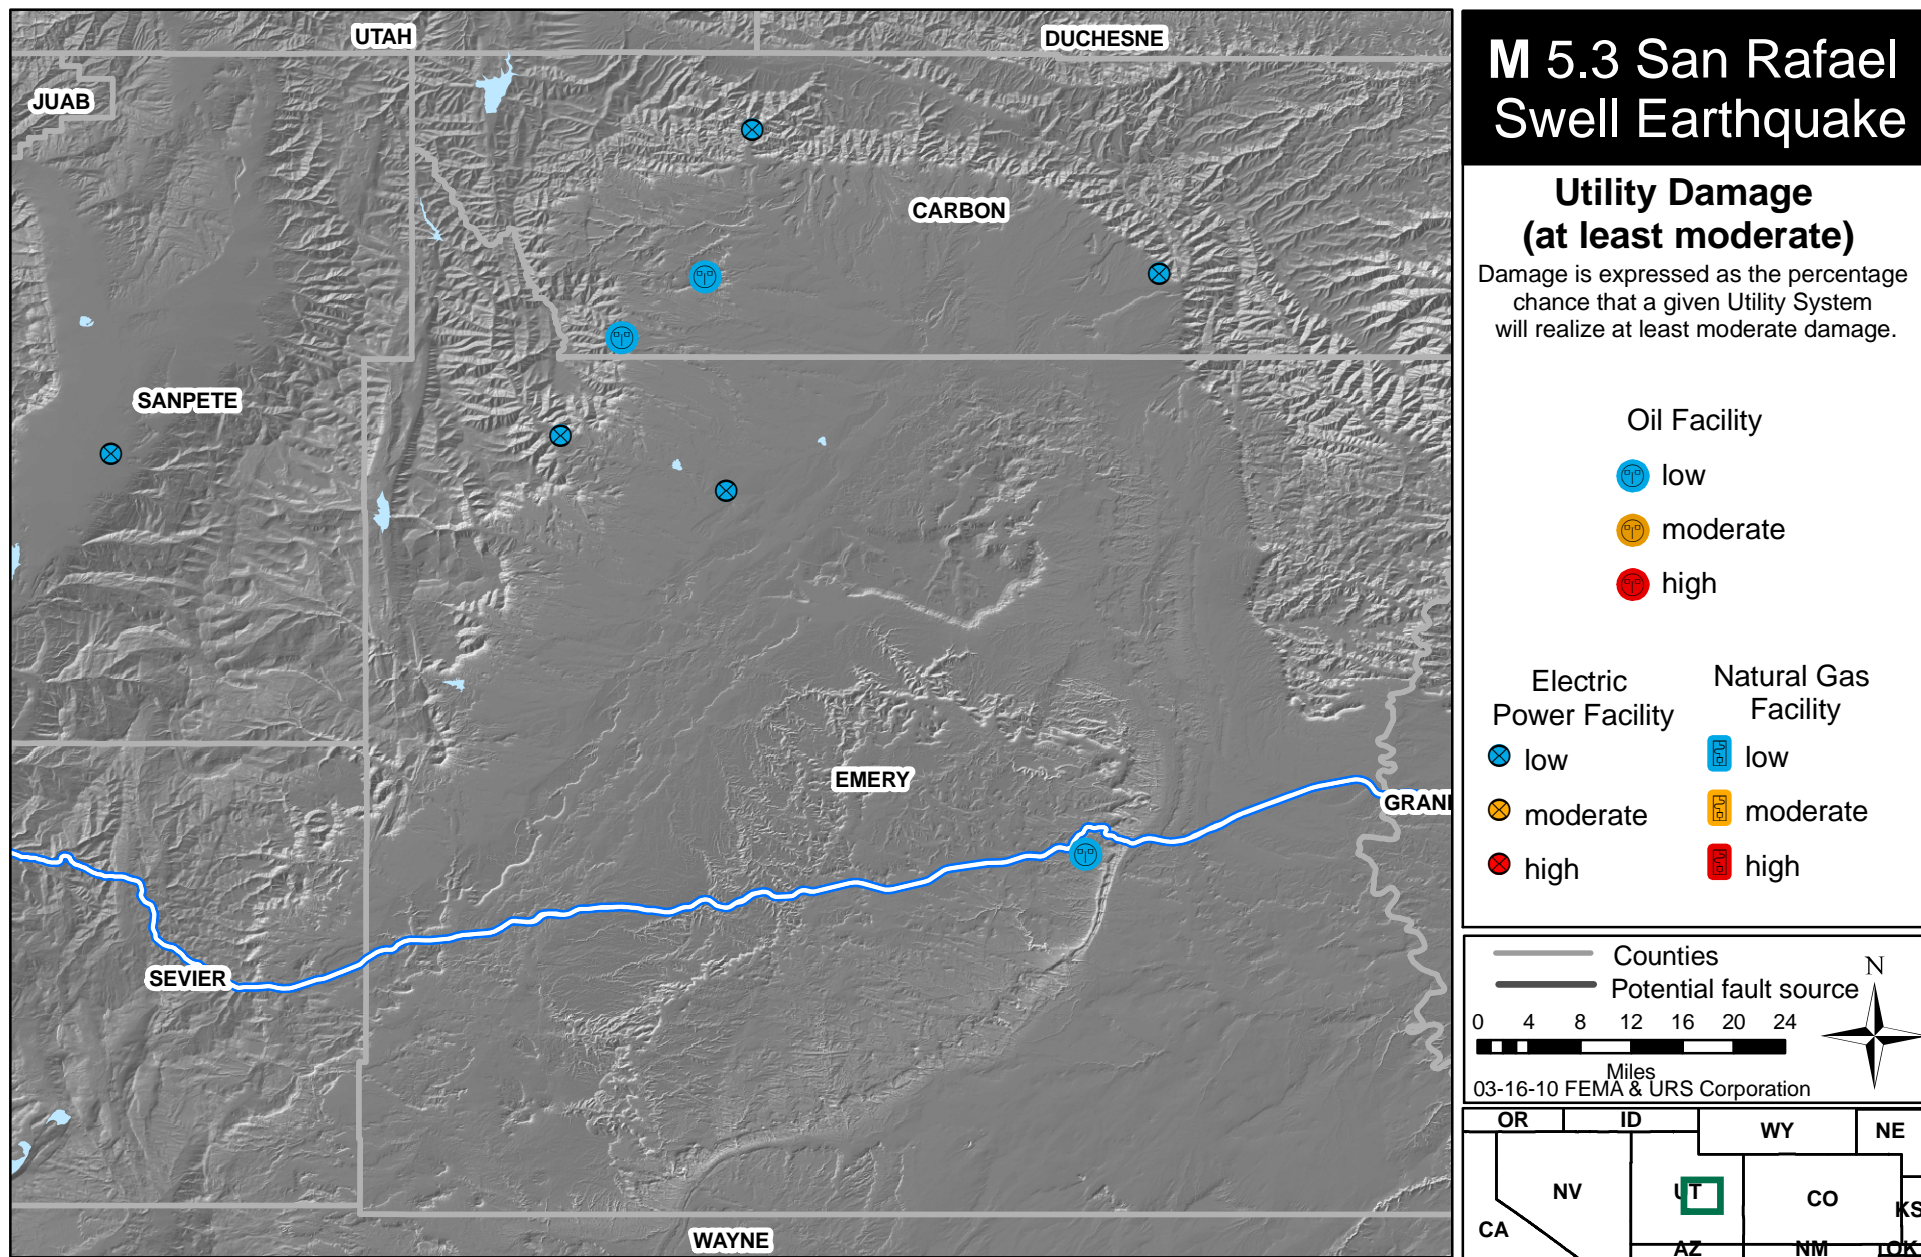 UTAH
DUCHESNE
JUAB
CARBON
SANPETE
EMERY
GRAN
SEVIER
WAYNE
M 5.3 San Rafael
Swell Earthquake
Utility Damage
(at least moderate)
Damage is expressed as the percentage
chance that a given Utility System
will realize at least moderate damage.
Oil Facility
low
moderate
high
Electric
Power Facility
low
moderate
high
Natural Gas
Facility
low
moderate
high
Counties
Potential fault source
N
0 4 8 12 16 20 24
Miles
03-16-10 FEMA & URS Corporation
OR ID WY NE
NV UT CO KS
CA AZ NM OK